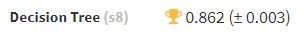 Decision Tree (s8) 🏆 0.862 (± 0.003)